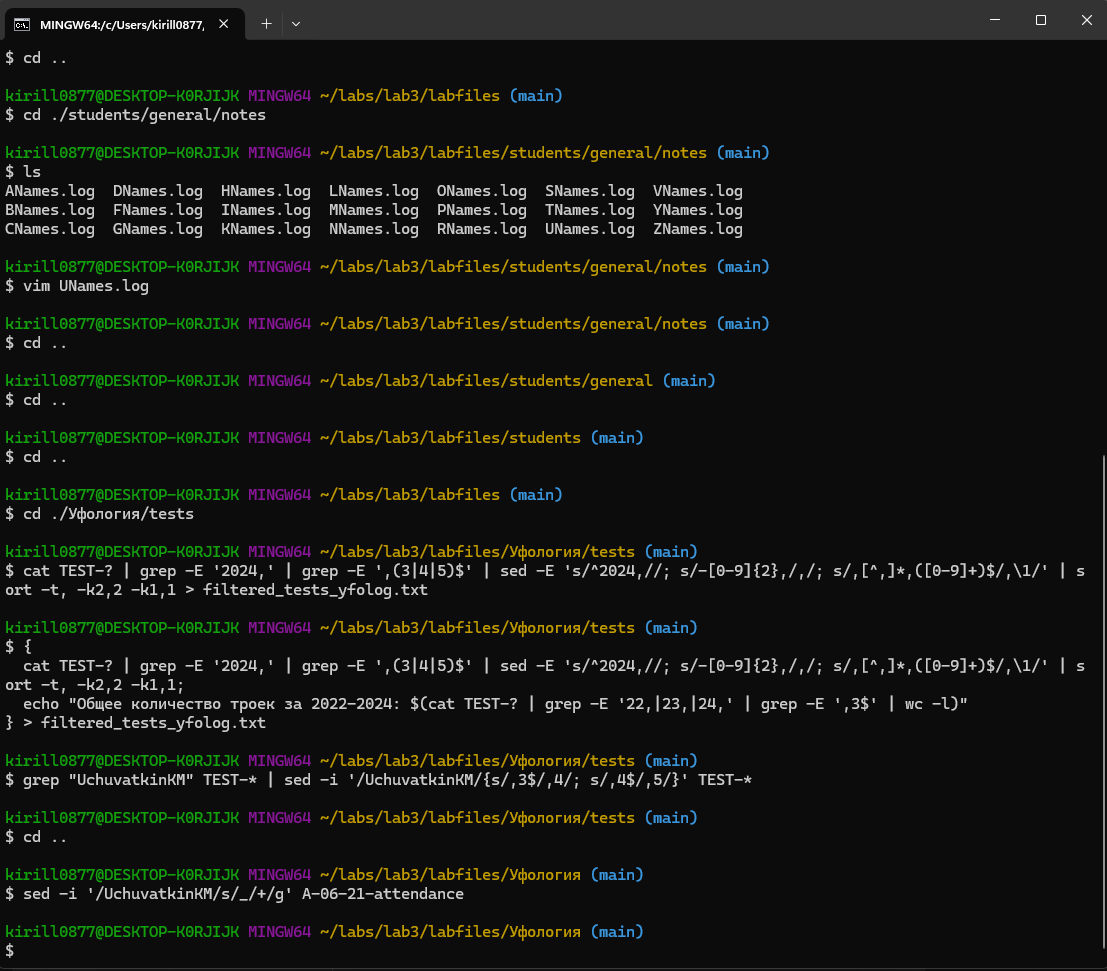 MINGW64:/c/Users/kirill0877,
$ cd ..
kirill0877@DESKTOP-K0RJIJK MINGW64 ~/labs/lab3/labfiles (main)
$ cd ./students/general/notes
kirill0877@DESKTOP-K0RJIJK MINGW64 ~/labs/lab3/labfiles/students/general/notes (main)
$ ls
ANames.log  DNames.log  HNames.log  LNames.log  ONames.log  SNames.log  VNames.log
BNames.log  FNames.log  INames.log  MNames.log  PNames.log  TNames.log  YNames.log
CNames.log  GNames.log  KNames.log  NNames.log  RNames.log  UNames.log  ZNames.log
kirill0877@DESKTOP-K0RJIJK MINGW64 ~/labs/lab3/labfiles/students/general/notes (main)
$ vim UNames.log
kirill0877@DESKTOP-K0RJIJK MINGW64 ~/labs/lab3/labfiles/students/general/notes (main)
$ cd ..
kirill0877@DESKTOP-K0RJIJK MINGW64 ~/labs/lab3/labfiles/students/general (main)
$ cd ..
kirill0877@DESKTOP-K0RJIJK MINGW64 ~/labs/lab3/labfiles/students (main)
$ cd ..
kirill0877@DESKTOP-K0RJIJK MINGW64 ~/labs/lab3/labfiles (main)
$ cd ./Уфология/tests
kirill0877@DESKTOP-K0RJIJK MINGW64 ~/labs/lab3/labfiles/Уфология/tests (main)
$ cat TEST-? | grep -E '2024,' | grep -E ',(3|4|5)$' | sed -E 's/^2024,//; s/-[0-9]{2},/,/; s/,[^,]*,([0-9]+)$/,\1/' | s
ort -t, -k2,2 -k1,1 > filtered_tests_yfolog.txt
kirill0877@DESKTOP-K0RJIJK MINGW64 ~/labs/lab3/labfiles/Уфология/tests (main)
$ {
  cat TEST-? | grep -E '2024,' | grep -E ',(3|4|5)$' | sed -E 's/^2024,//; s/-[0-9]{2},/,/; s/,[^,]*,([0-9]+)$/,\1/' | s
ort -t, -k2,2 -k1,1;
  echo "Общее количество троек за 2022-2024: $(cat TEST-? | grep -E '22,|23,|24,' | grep -E ',3$' | wc -l)"
} > filtered_tests_yfolog.txt
kirill0877@DESKTOP-K0RJIJK MINGW64 ~/labs/lab3/labfiles/Уфология/tests (main)
$ grep "UchuvatkinKM" TEST-* | sed -i '/UchuvatkinKM/{s/,3$/,4/; s/,4$/,5/}' TEST-*
kirill0877@DESKTOP-K0RJIJK MINGW64 ~/labs/lab3/labfiles/Уфология/tests (main)
$ cd ..
kirill0877@DESKTOP-K0RJIJK MINGW64 ~/labs/lab3/labfiles/Уфология (main)
$ sed -i '/UchuvatkinKM/s/_/+/g' A-06-21-attendance
kirill0877@DESKTOP-K0RJIJK MINGW64 ~/labs/lab3/labfiles/Уфология (main)
$